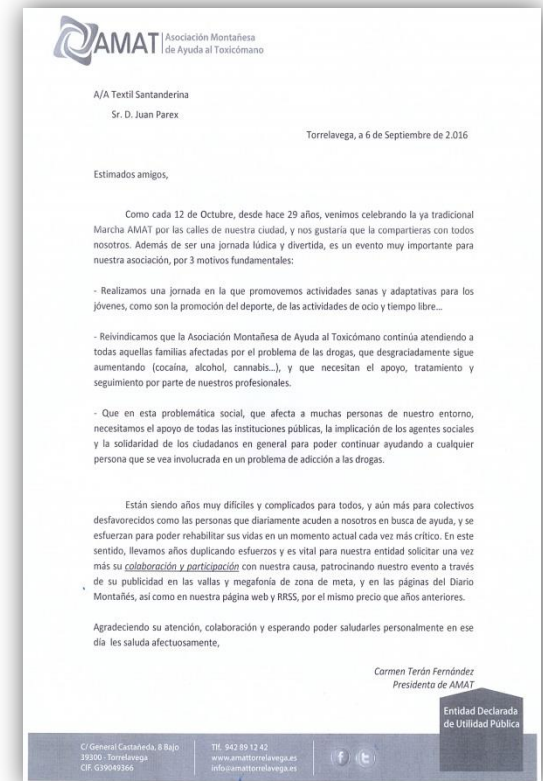 AMAT Asociación Montañesa
de Ayuda al Toxicómano
A/A Textil Santanderina
Sr. D. Juan Parex
Torrelavega, a 6 de Septiembre de 2.016
Estimados amigos,
Como cada 12 de Octubre, desde hace 29 años, venimos celebrando la ya tradicional
Marcha AMAT por las calles de nuestra ciudad, y nos gustaría que la compartieras con todos
nosotros. Además de ser una jornada lúdica y divertida, es un evento muy importante para
nuestra asociación, por 3 motivos fundamentales:
- Realizamos una jornada en la que promovemos actividades sanas y adaptativas para los
jóvenes, como son la promoción del deporte, de las actividades de ocio y tiempo libre...
- Reivindicamos que la Asociación Montañesa de Ayuda al Toxicómano continúa atendiendo a
todas aquellas familias afectadas por el problema de las drogas, que desgraciadamente sigue
aumentando (cocaína, alcohol, cannabis...), y que necesitan el apoyo, tratamiento y
seguimiento por parte de nuestros profesionales.
- Que en esta problemática social, que afecta a muchas personas de nuestro entorno,
necesitamos el apoyo de todas las instituciones públicas, la implicación de los agentes sociales
y la solidaridad de los ciudadanos en general para poder continuar ayudando a cualquier
persona que se vea involucrada en un problema de adicción a las drogas.
Están siendo años muy difíciles y complicados para todos, y aún más para colectivos
desfavorecidos como las personas que diariamente acuden a nosotros en busca de ayuda, y se
esfuerzan para poder rehabilitar sus vidas en un momento actual cada vez más crítico. En este
sentido, llevamos años duplicando esfuerzos y es vital para nuestra entidad solicitar una vez
más su colaboración y participación con nuestra causa, patrocinando nuestro evento a través
de su publicidad en las vallas y megafonía de zona de meta, y en las páginas del Diario
Montañés, así como en nuestra página web y RRSS, por el mismo precio que años anteriores.
Agradeciendo su atención, colaboración y esperando poder saludarles personalmente en ese
día les saluda afectuosamente,
Carmen Terán Fernández
Presidenta de AMAT
Entidad Declarada
de Utilidad Pública
C/ General Castañeda, 8 Bajo
39300 - Torrelavega
CIF. G39049366
Tlf. 942 89 12 42
www.amattorrelavega.es
info@amattorrelavega.es